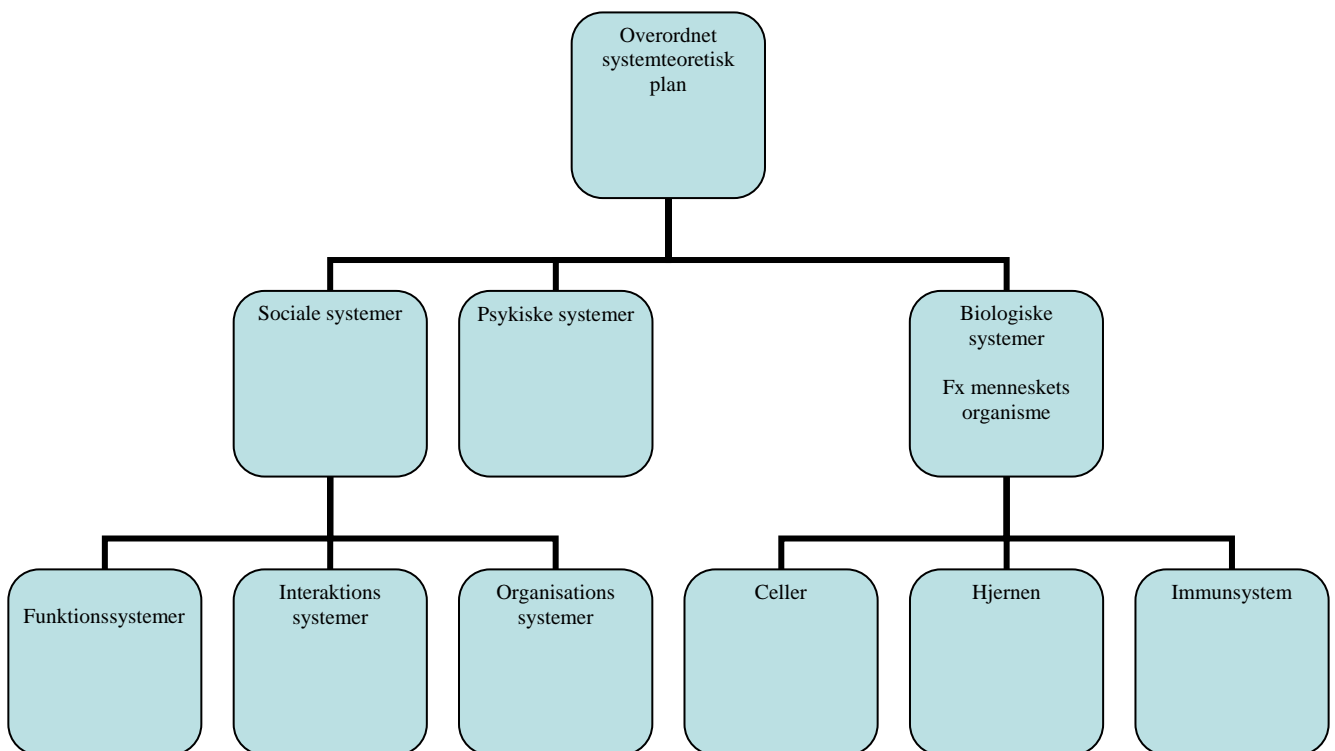 Overordnet
systemteoretisk
plan
Sociale systemer
Psykiske systemer
Biologiske
systemer
Fx menneskets
organisme
Funktionssystemer
Interaktions
systemer
Organisations
systemer
Celler
Hjernen
Immunsystem